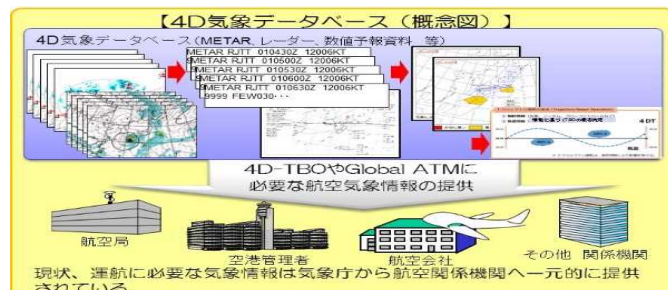 【4D気象データベース（概念図）】
4D気象データベース（METAR、レーダー、数値予報資料　等）
METAR RJTT 010430Z 12006KT
METAR RJTT 010500Z 12006KT
METAR RJTT 010530Z 12006KT
METAR RJTT 010600Z 12006KT
METAR RJTT 010630Z 12006KT
9999 FEW030･･･
4DT
4D-TBOやGlobal ATMに
必要な航空気象情報の提供
航空局
空港管理者
航空会社
その他　関係機関
現状、運航に必要な気象情報は気象庁から航空関係機関へ一元的に提供
されている